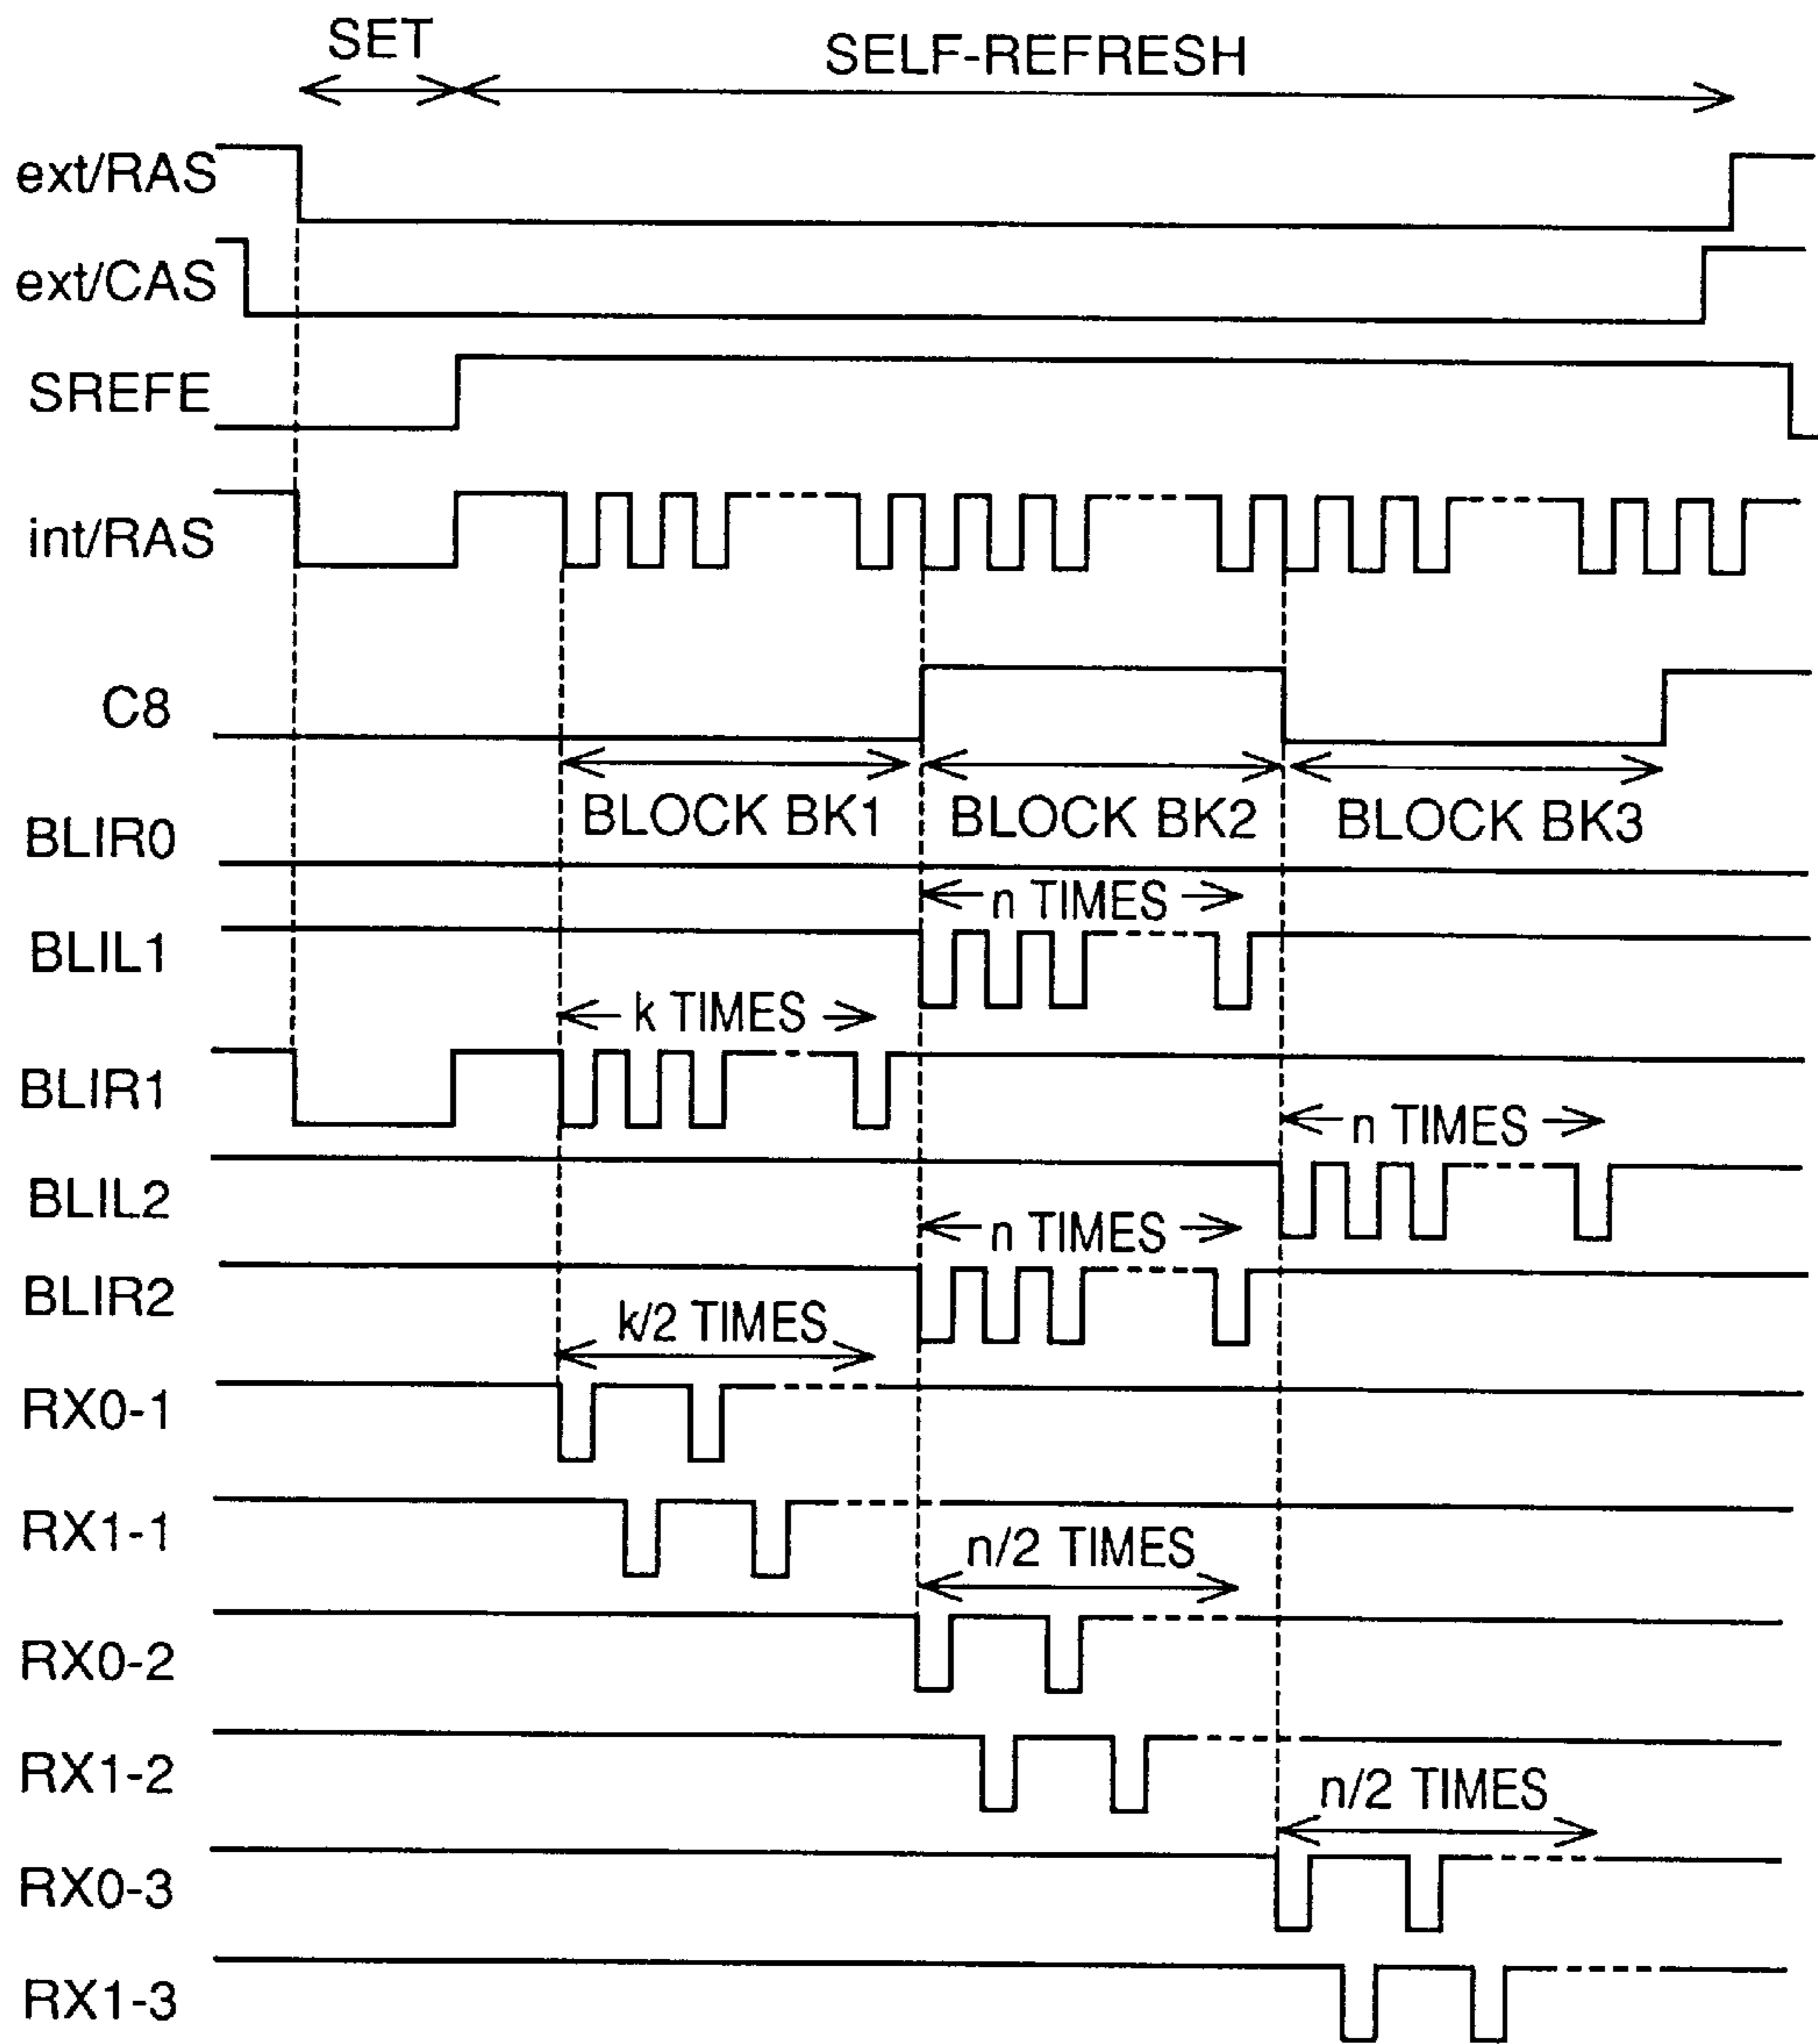 SET
SELF-REFRESH
ext/RAS
ext/CAS
SREFE
int/RAS
C8
BLOCK BK1
BLOCK BK2
BLOCK BK3
BLIR0
n TIMES
BLIL1
k TIMES
BLIR1
n TIMES
BLIL2
n TIMES
BLIR2
k/2 TIMES
RX0-1
RX1-1
n/2 TIMES
RX0-2
RX1-2
n/2 TIMES
RX0-3
RX1-3